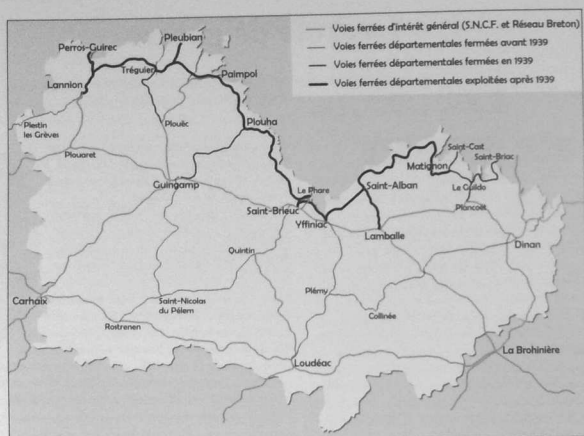 Voies ferrées d'intérêt général (S.N.C.F. et Réseau Breton)
Voies ferrées départementales fermées avant 1939
Voies ferrées départementales fermées en 1939
Voies ferrées départementales exploitées après 1939
Pleubian
Perros-Guirec
Tréguier
Paimpol
Lannion
Plestin
les Grèves
Plouëc
Plouha
Plouaret
Guingamp
Saint-Cast
Matignon
Saint-Briac
Le Phare
Saint-Alban
Le Guildo
Saint-Brieuc
Plancoët
Yffiniac
Lamballe
Dinan
Quintin
Plémy
Carhaix
Saint-Nicolas
du Pélem
Collinée
Rostrenen
Loudéac
La Brohinière